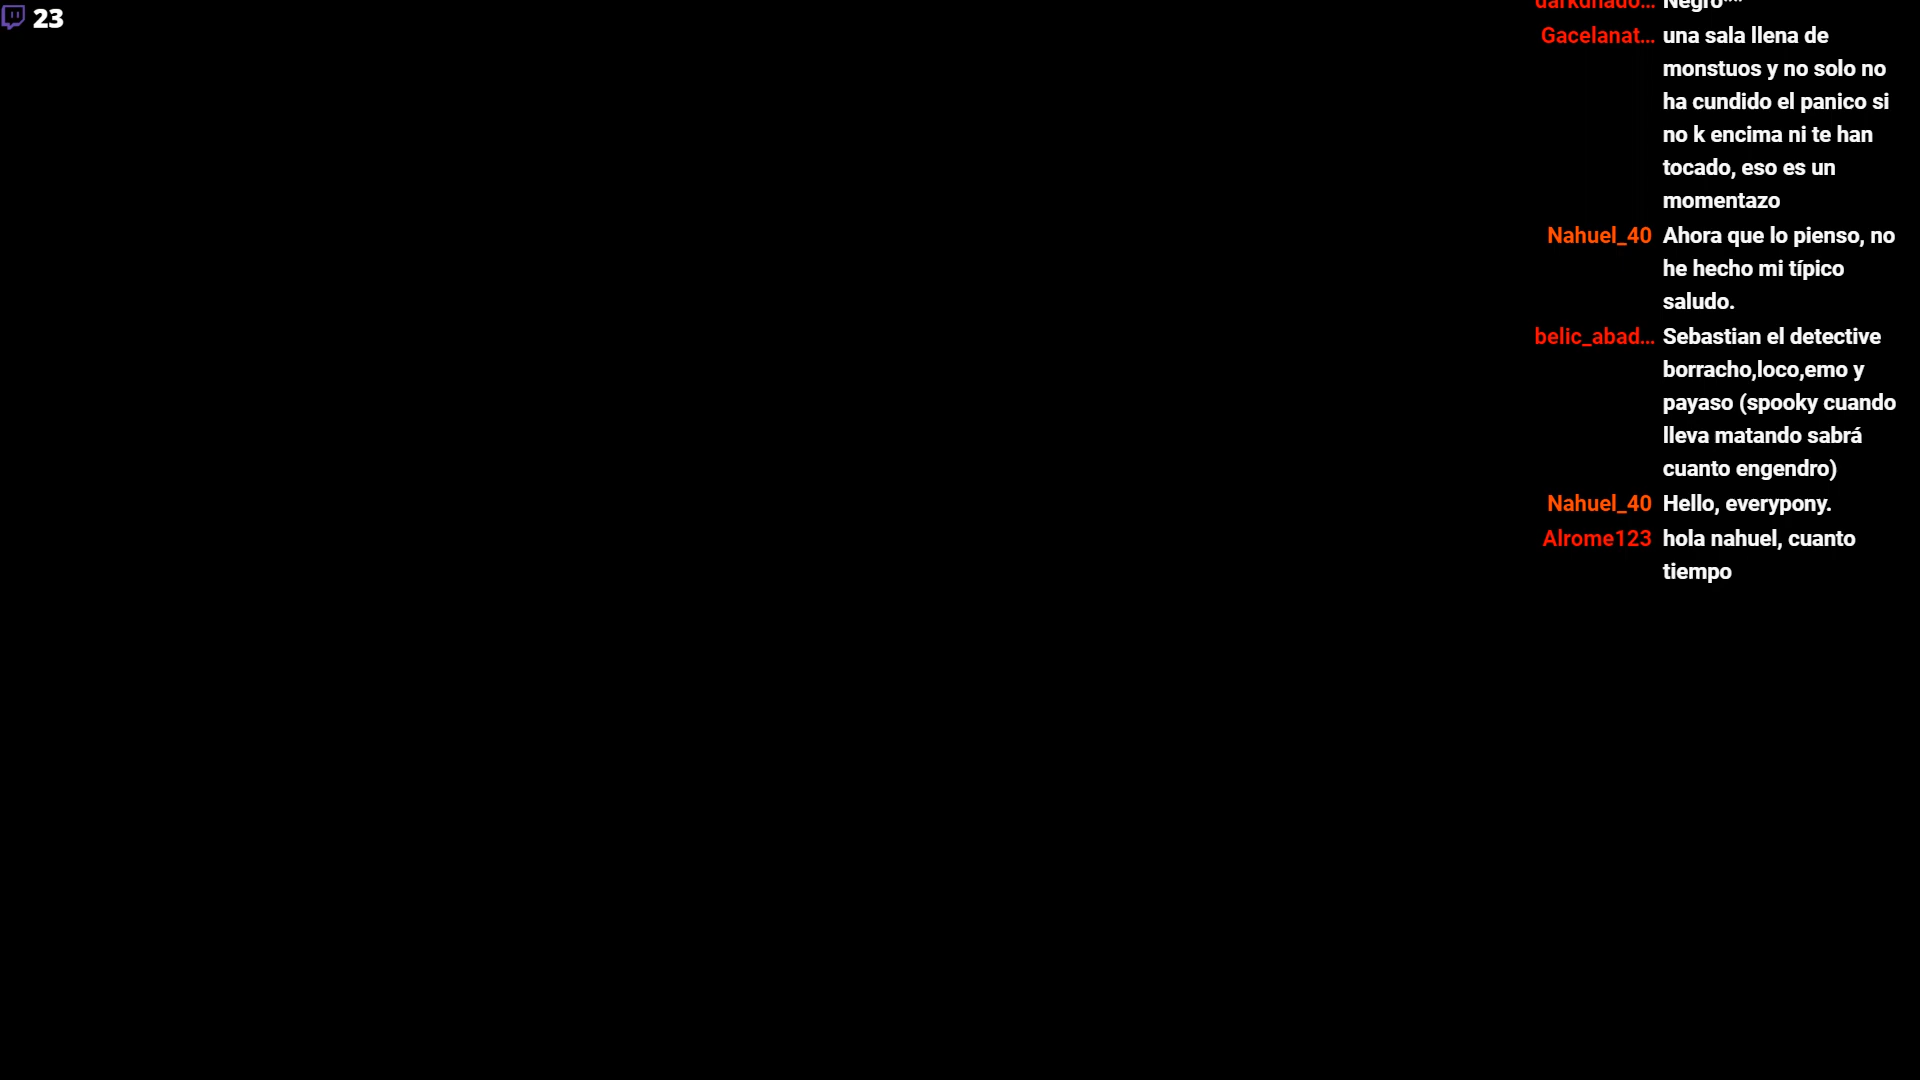 23
Negro**
Gacelanat... una sala llena de
monstuos y no solo no
ha cundido el panico si
no k encima ni te han
tocado, eso es un
momentazo
Nahuel_40 Ahora que lo pienso, no
he hecho mi típico
saludo.
belic_abad... Sebastian el detective
borracho,loco,emo y
payaso (spooky cuando
lleva matando sabrá
cuanto engendro)
Nahuel_40 Hello, everypony.
Alrome123 hola nahuel, cuanto
tiempo